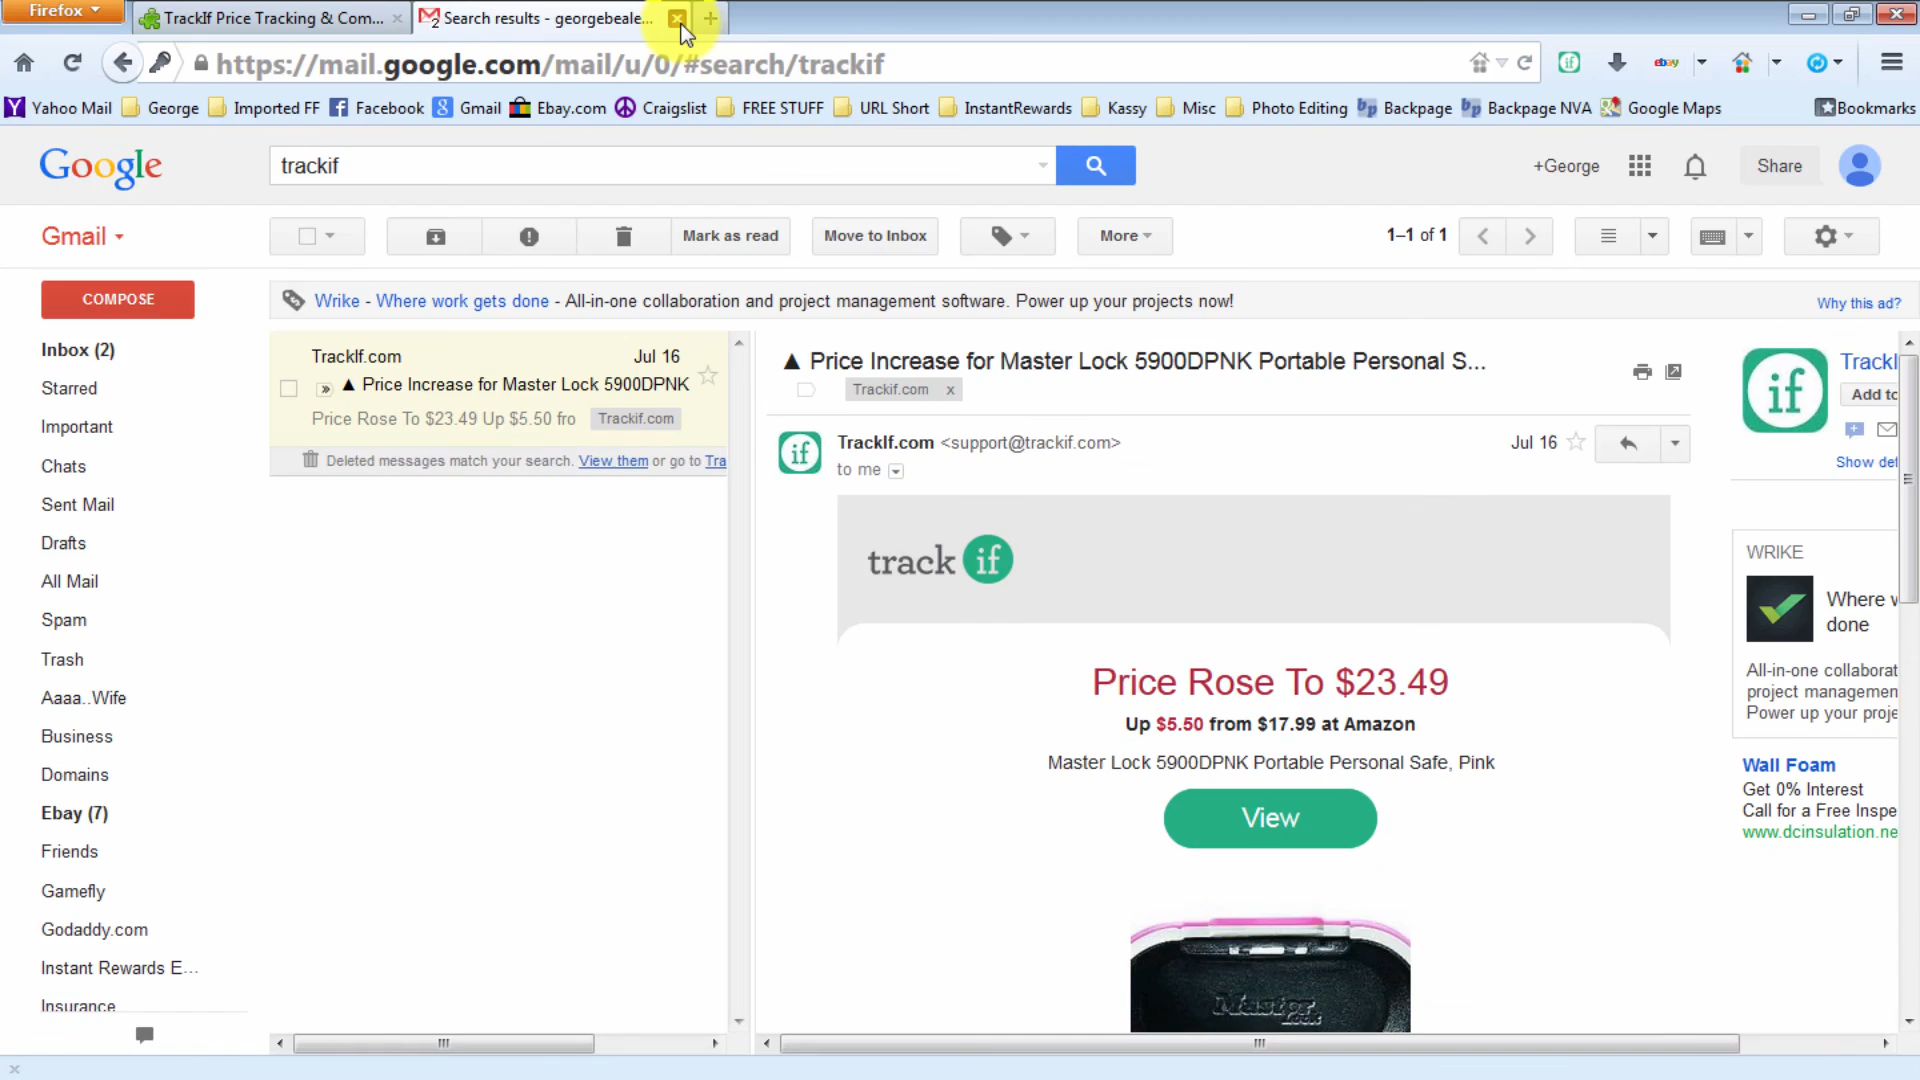 Firefox
TrackIf Price Tracking & Com...
2
Search results - georgebeale...
https://mail.google.com/mail/u/0/#search/trackif
if
ebay
Yahoo Mail
George
Imported FF
Facebook
Gmail
Ebay.com
Craigslist
FREE STUFF
URL Short
InstantRewards
Kassy
Misc
Photo Editing
bp Backpage
bp Backpage NVA
Google Maps
Bookmarks
Google
trackif
+George
Share
Gmail
Mark as read
Move to Inbox
More
1–1 of 1
COMPOSE
Wrike - Where work gets done - All-in-one collaboration and project management software. Power up your projects now!
Why this ad?
Inbox (2)
Starred
Important
Chats
Sent Mail
Drafts
All Mail
Spam
Trash
Aaaa..Wife
Business
Domains
Ebay (7)
Friends
Gamefly
Godaddy.com
Instant Rewards E...
Insurance
TrackIf.com
Jul 16
▲ Price Increase for Master Lock 5900DPNK
Price Rose To $23.49 Up $5.50 fro
Trackif.com
Deleted messages match your search. View them or go to Tra
▲ Price Increase for Master Lock 5900DPNK Portable Personal S...
Trackif.com x
if
TrackIf.com <support@trackif.com>
Jul 16
to me
track if
Price Rose To $23.49
Up $5.50 from $17.99 at Amazon
Master Lock 5900DPNK Portable Personal Safe, Pink
View
Master
Lock
if
TrackI
Add to
Show det
WRIKE
Where w
done
All-in-one collaborat
project managemen
Power up your proje
Wall Foam
Get 0% Interest
Call for a Free Inspe
www.dcinsulation.ne